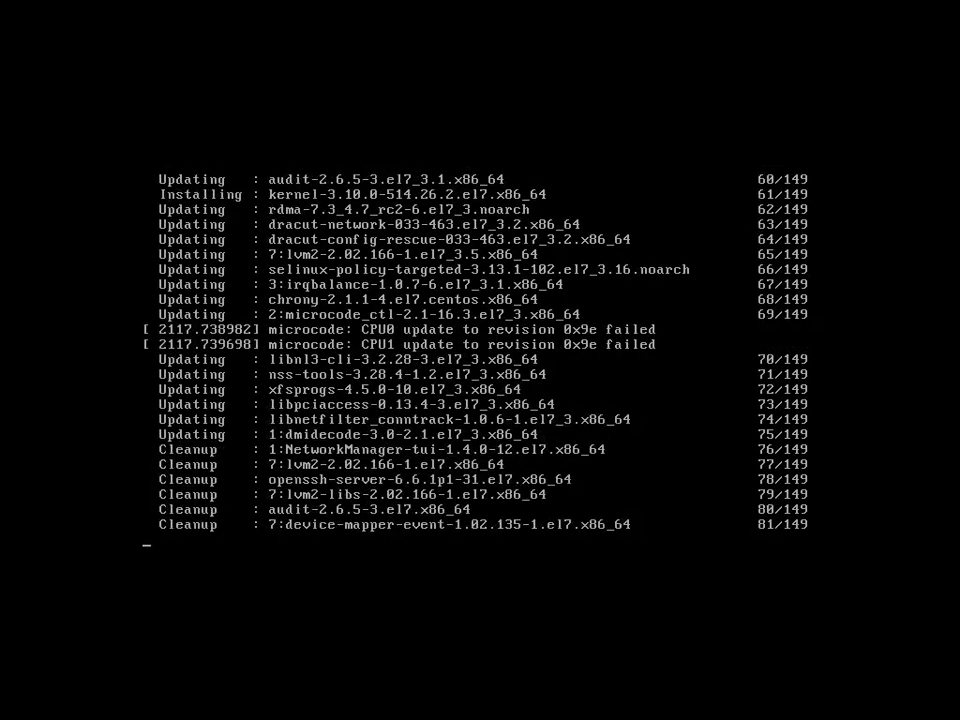 Updating : audit-2.6.5-3.el7_3.1.x86_64 60/149
Installing : kernel-3.10.0-514.26.2.el7.x86_64 61/149
Updating : rdma-7.3_4.7_rc2-6.el7_3.noarch 62/149
Updating : dracut-network-033-463.el7_3.2.x86_64 63/149
Updating : dracut-config-rescue-033-463.el7_3.2.x86_64 64/149
Updating : 7:lvm2-2.02.166-1.el7_3.5.x86_64 65/149
Updating : selinux-policy-targeted-3.13.1-102.el7_3.16.noarch 66/149
Updating : 3:irqbalance-1.0.7-6.el7_3.1.x86_64 67/149
Updating : chrony-2.1.1-4.el7.centos.x86_64 68/149
Updating : 2:microcode_ctl-2.1-16.3.el7_3.x86_64 69/149
[ 2117.738982] microcode: CPU0 update to revision 0x9e failed
[ 2117.739698] microcode: CPU1 update to revision 0x9e failed
Updating : libnl3-cli-3.2.28-3.el7_3.x86_64 70/149
Updating : nss-tools-3.28.4-1.2.el7_3.x86_64 71/149
Updating : xfsprogs-4.5.0-10.el7_3.x86_64 72/149
Updating : libpciaccess-0.13.4-3.el7_3.x86_64 73/149
Updating : libnetfilter_conntrack-1.0.6-1.el7_3.x86_64 74/149
Updating : 1:dmidecode-3.0-2.1.el7_3.x86_64 75/149
Cleanup : 1:NetworkManager-tui-1.4.0-12.el7.x86_64 76/149
Cleanup : 7:lvm2-2.02.166-1.el7.x86_64 77/149
Cleanup : openssh-server-6.6.1p1-31.el7.x86_64 78/149
Cleanup : 7:lvm2-libs-2.02.166-1.el7.x86_64 79/149
Cleanup : audit-2.6.5-3.el7.x86_64 80/149
Cleanup : 7:device-mapper-event-1.02.135-1.el7.x86_64 81/149
_